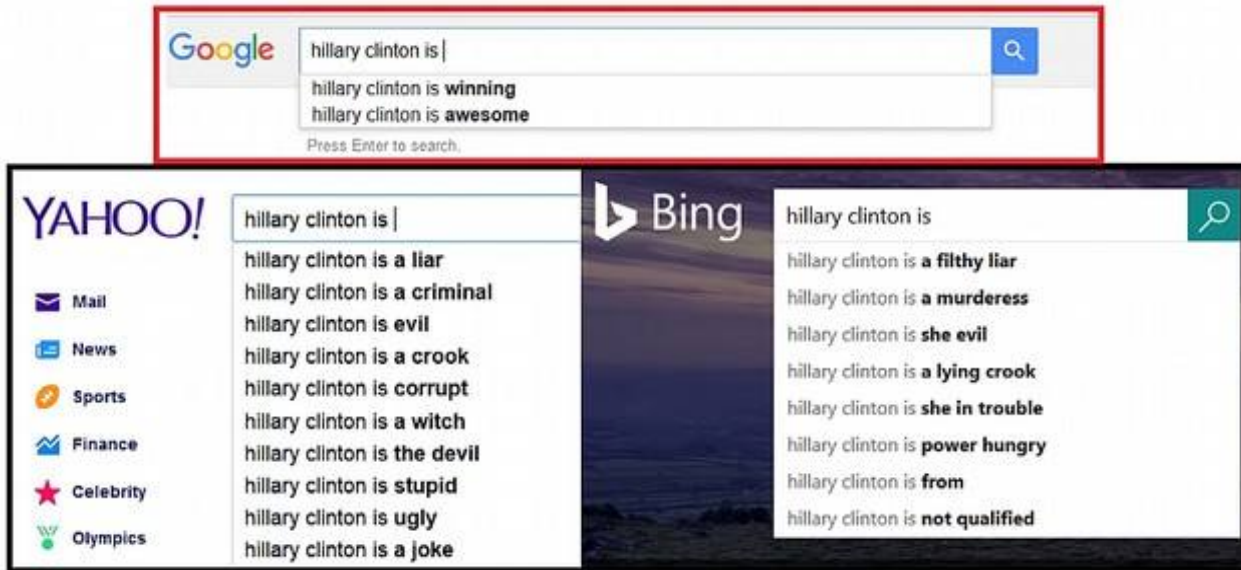 Google
hillary clinton is
hillary clinton is winning
hillary clinton is awesome
Press Enter to search.
YAHOO!
hillary clinton is
hillary clinton is a liar
hillary clinton is a criminal
hillary clinton is evil
hillary clinton is a crook
hillary clinton is corrupt
hillary clinton is a witch
hillary clinton is the devil
hillary clinton is stupid
hillary clinton is ugly
hillary clinton is a joke
Mail
News
Sports
Finance
Celebrity
Olympics
Bing
hillary clinton is
hillary clinton is a filthy liar
hillary clinton is a murderess
hillary clinton is she evil
hillary clinton is a lying crook
hillary clinton is she in trouble
hillary clinton is power hungry
hillary clinton is from
hillary clinton is not qualified